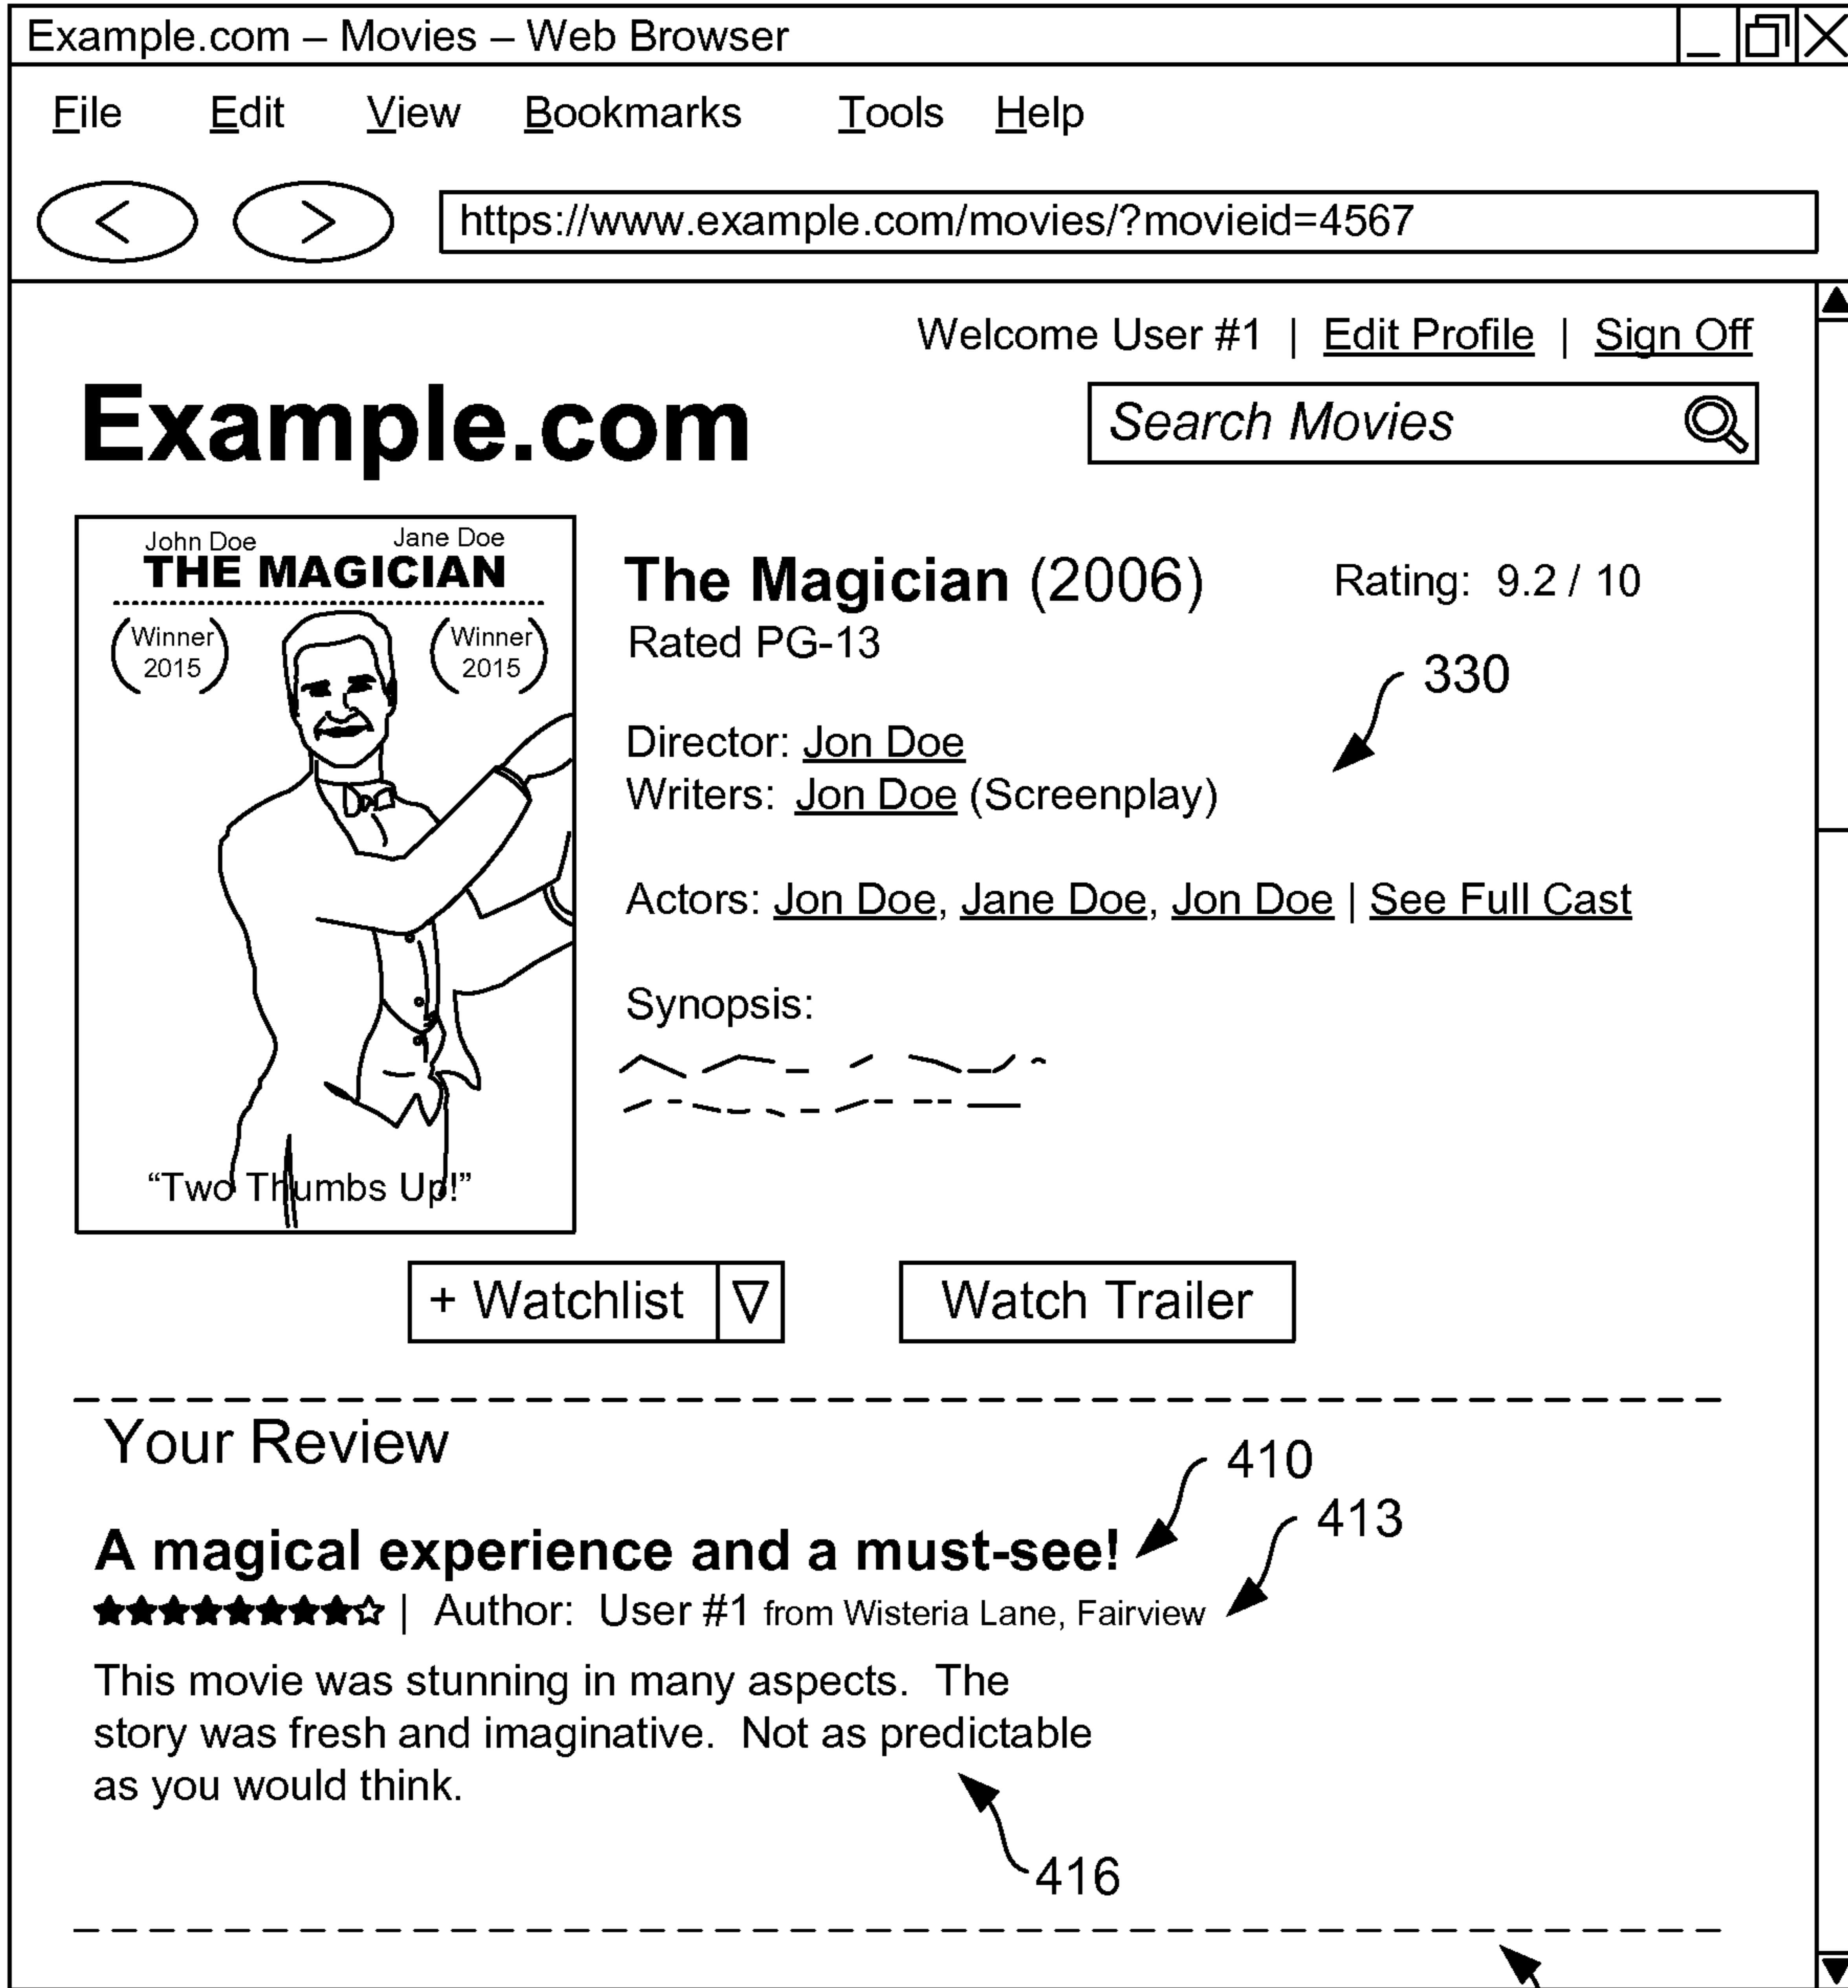 Example.com – Movies – Web Browser
File Edit View Bookmarks Tools Help
< > https://www.example.com/movies/?movieid=4567
Welcome User #1 | Edit Profile | Sign Off
Example.com
Search Movies
John Doe Jane Doe
THE MAGICIAN
Winner
2015
Winner
2015
“Two Thumbs Up!”
The Magician (2006)
Rating: 9.2 / 10
Rated PG-13
330
Director: Jon Doe
Writers: Jon Doe (Screenplay)
Actors: Jon Doe, Jane Doe, Jon Doe | See Full Cast
Synopsis:
+ Watchlist
Watch Trailer
Your Review
410
413
A magical experience and a must-see!
★★★★★★★★☆ | Author: User #1 from Wisteria Lane, Fairview
This movie was stunning in many aspects. The
story was fresh and imaginative. Not as predictable
as you would think.
416